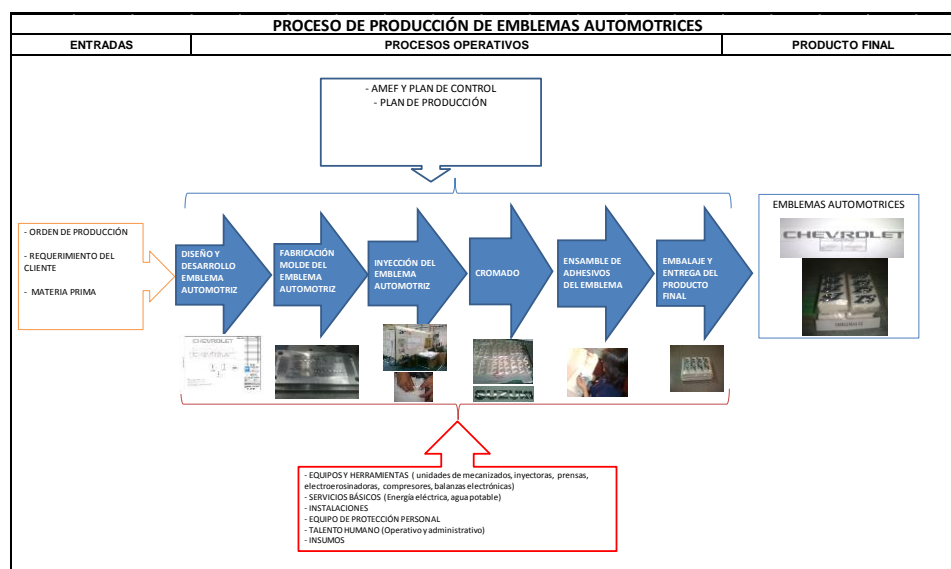 PROCESO DE PRODUCCIÓN DE EMBLEMAS AUTOMOTRICES
ENTRADAS
PROCESOS OPERATIVOS
PRODUCTO FINAL
- AMEF Y PLAN DE CONTROL
- PLAN DE PRODUCCIÓN
- ORDEN DE PRODUCCIÓN
- REQUERIMIENTO DEL
CLIENTE
- MATERIA PRIMA
DISEÑO Y
DESARROLLO
EMBLEMA
AUTOMOTRIZ
FABRICACIÓN
MOLDE DEL
EMBLEMA
AUTOMOTRIZ
INYECCIÓN DEL
EMBLEMA
AUTOMOTRIZ
CROMADO
ENSAMBLE DE
ADHESIVOS
DEL EMBLEMA
EMBALAJE Y
ENTREGA DEL
PRODUCTO
FINAL
EMBLEMAS AUTOMOTRICES
CHEVROLET
CHEVROLET
SUZUKI
- EQUIPOS Y HERRAMIENTAS ( unidades de mecanizados, inyectoras, prensas,
electroerosinadoras, compresores, balanzas electrónicas)
- SERVICIOS BÁSICOS (Energía eléctrica, agua potable)
- INSTALACIONES
- EQUIPO DE PROTECCIÓN PERSONAL
- TALENTO HUMANO (Operativo y administrativo)
- INSUMOS